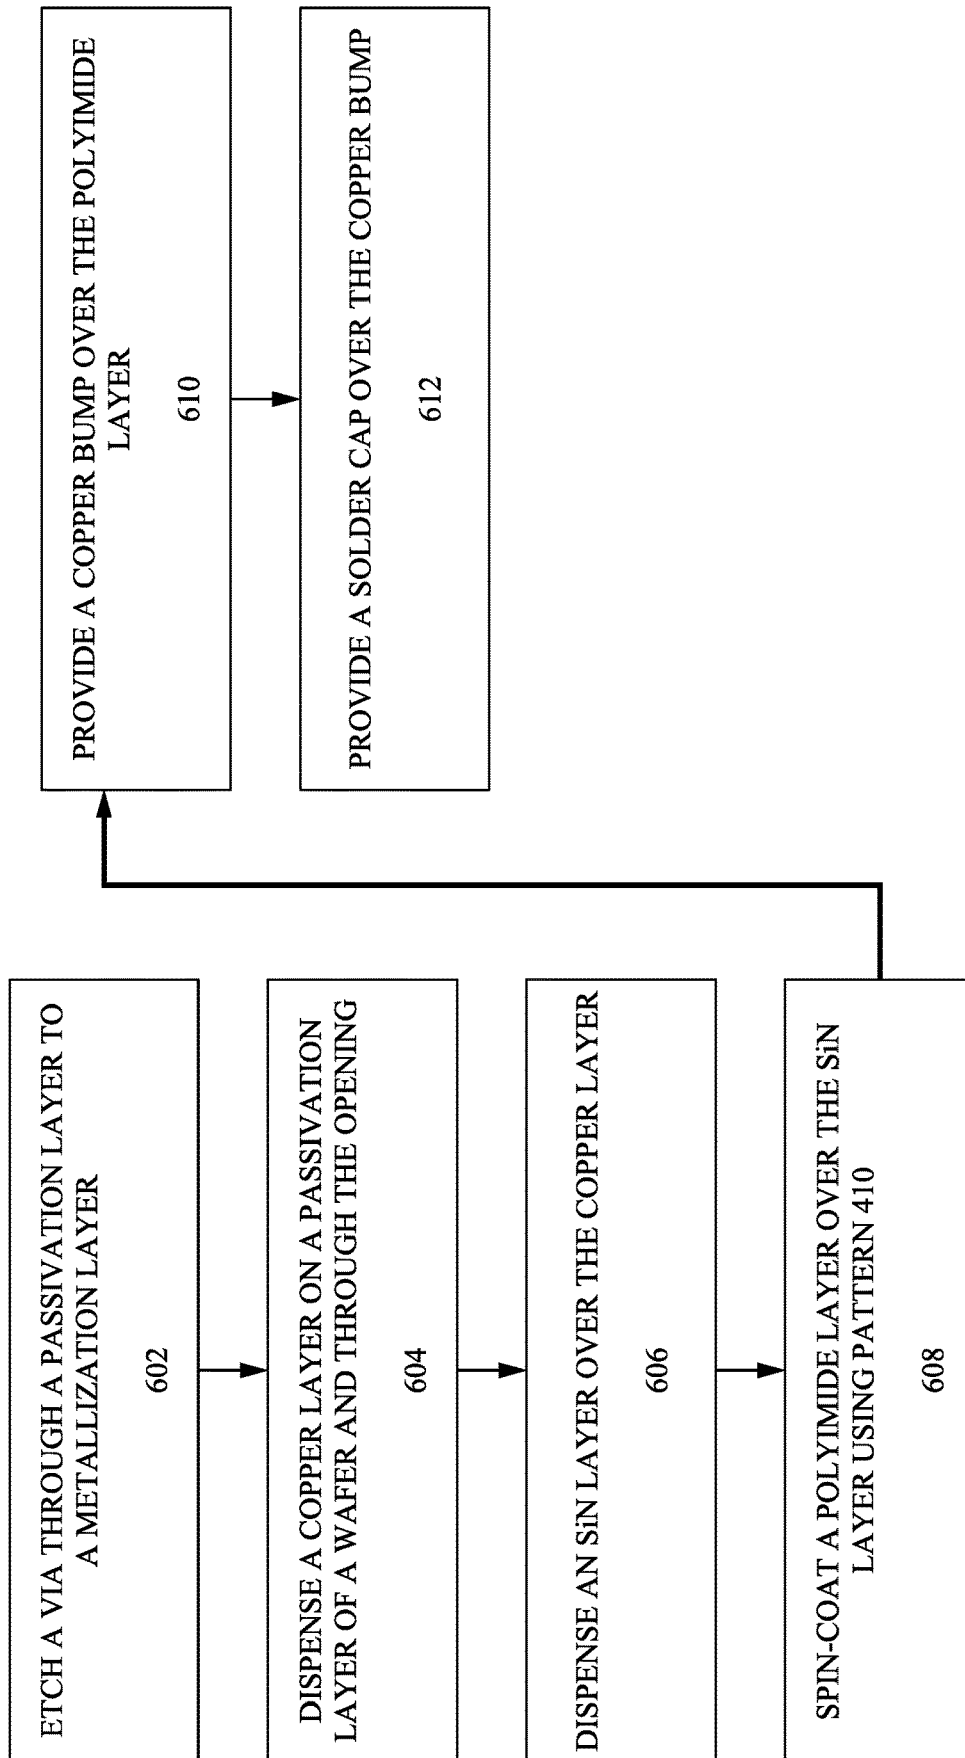 ETCH A VIA THROUGH A PASSIVATION LAYER TO
A METALLIZATION LAYER
602
DISPENSE A COPPER LAYER ON A PASSIVATION
LAYER OF A WAFER AND THROUGH THE OPENING
604
DISPENSE AN SiN LAYER OVER THE COPPER LAYER
606
SPIN-COAT A POLYIMIDE LAYER OVER THE SiN
LAYER USING PATTERN 410
608
PROVIDE A COPPER BUMP OVER THE POLYIMIDE
LAYER
610
PROVIDE A SOLDER CAP OVER THE COPPER BUMP
612